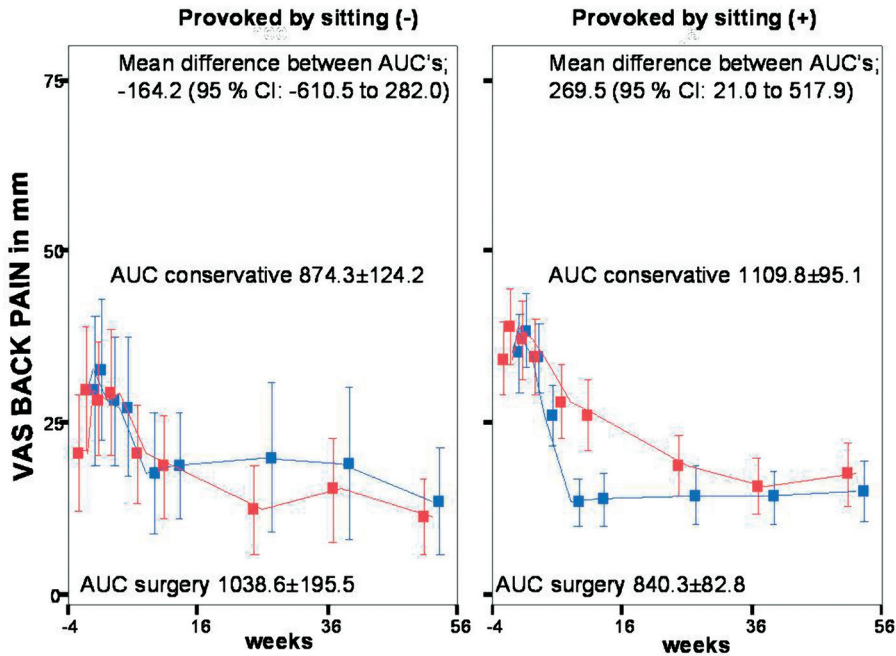 Provoked by sitting (-)
Mean difference between AUC's;
-164.2 (95 % CI: -610.5 to 282.0)
AUC conservative 874.3±124.2
AUC surgery 1038.6±195.5
Provoked by sitting (+)
Mean difference between AUC's;
269.5 (95 % CI: 21.0 to 517.9)
AUC conservative 1109.8±95.1
AUC surgery 840.3±82.8
VAS BACK PAIN in mm
75
50
25
0
-4 16 36 56
weeks
-4 16 36 56
weeks